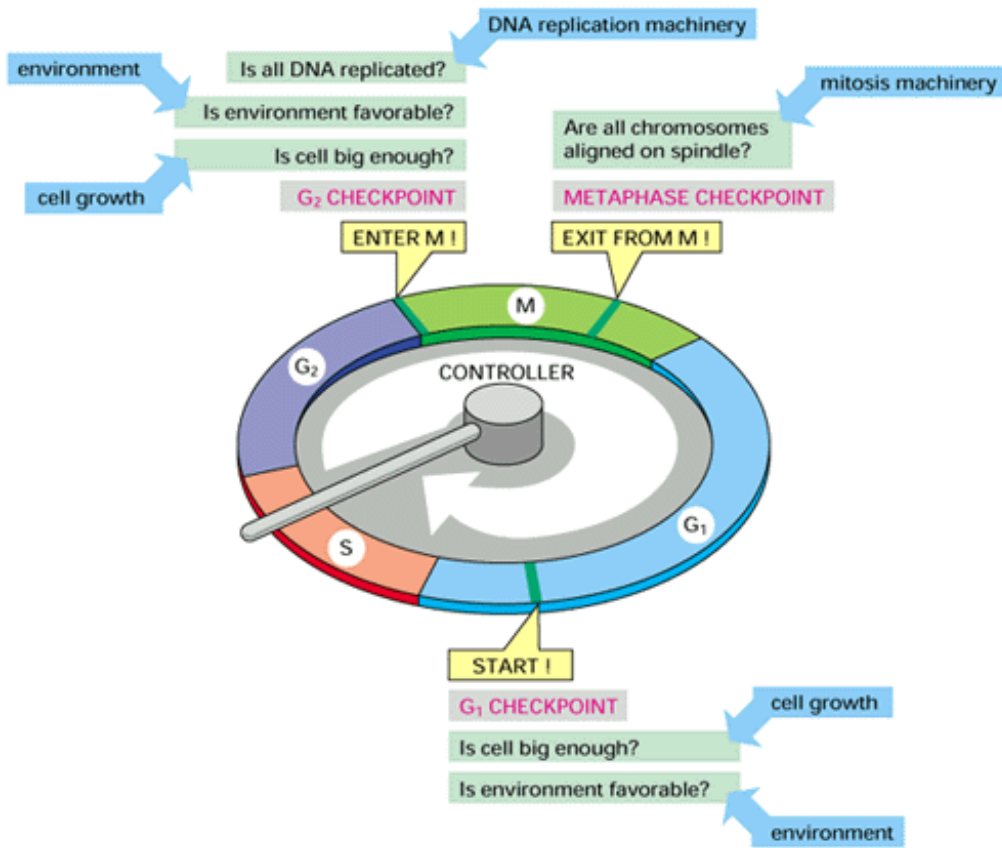 DNA replication machinery
environment
Is all DNA replicated?
mitosis machinery
Is environment favorable?
Are all chromosomes
aligned on spindle?
Is cell big enough?
cell growth
G₂ CHECKPOINT
METAPHASE CHECKPOINT
ENTER M !
EXIT FROM M !
M
G₂
CONTROLLER
G₁
S
START !
G₁ CHECKPOINT
cell growth
Is cell big enough?
Is environment favorable?
environment